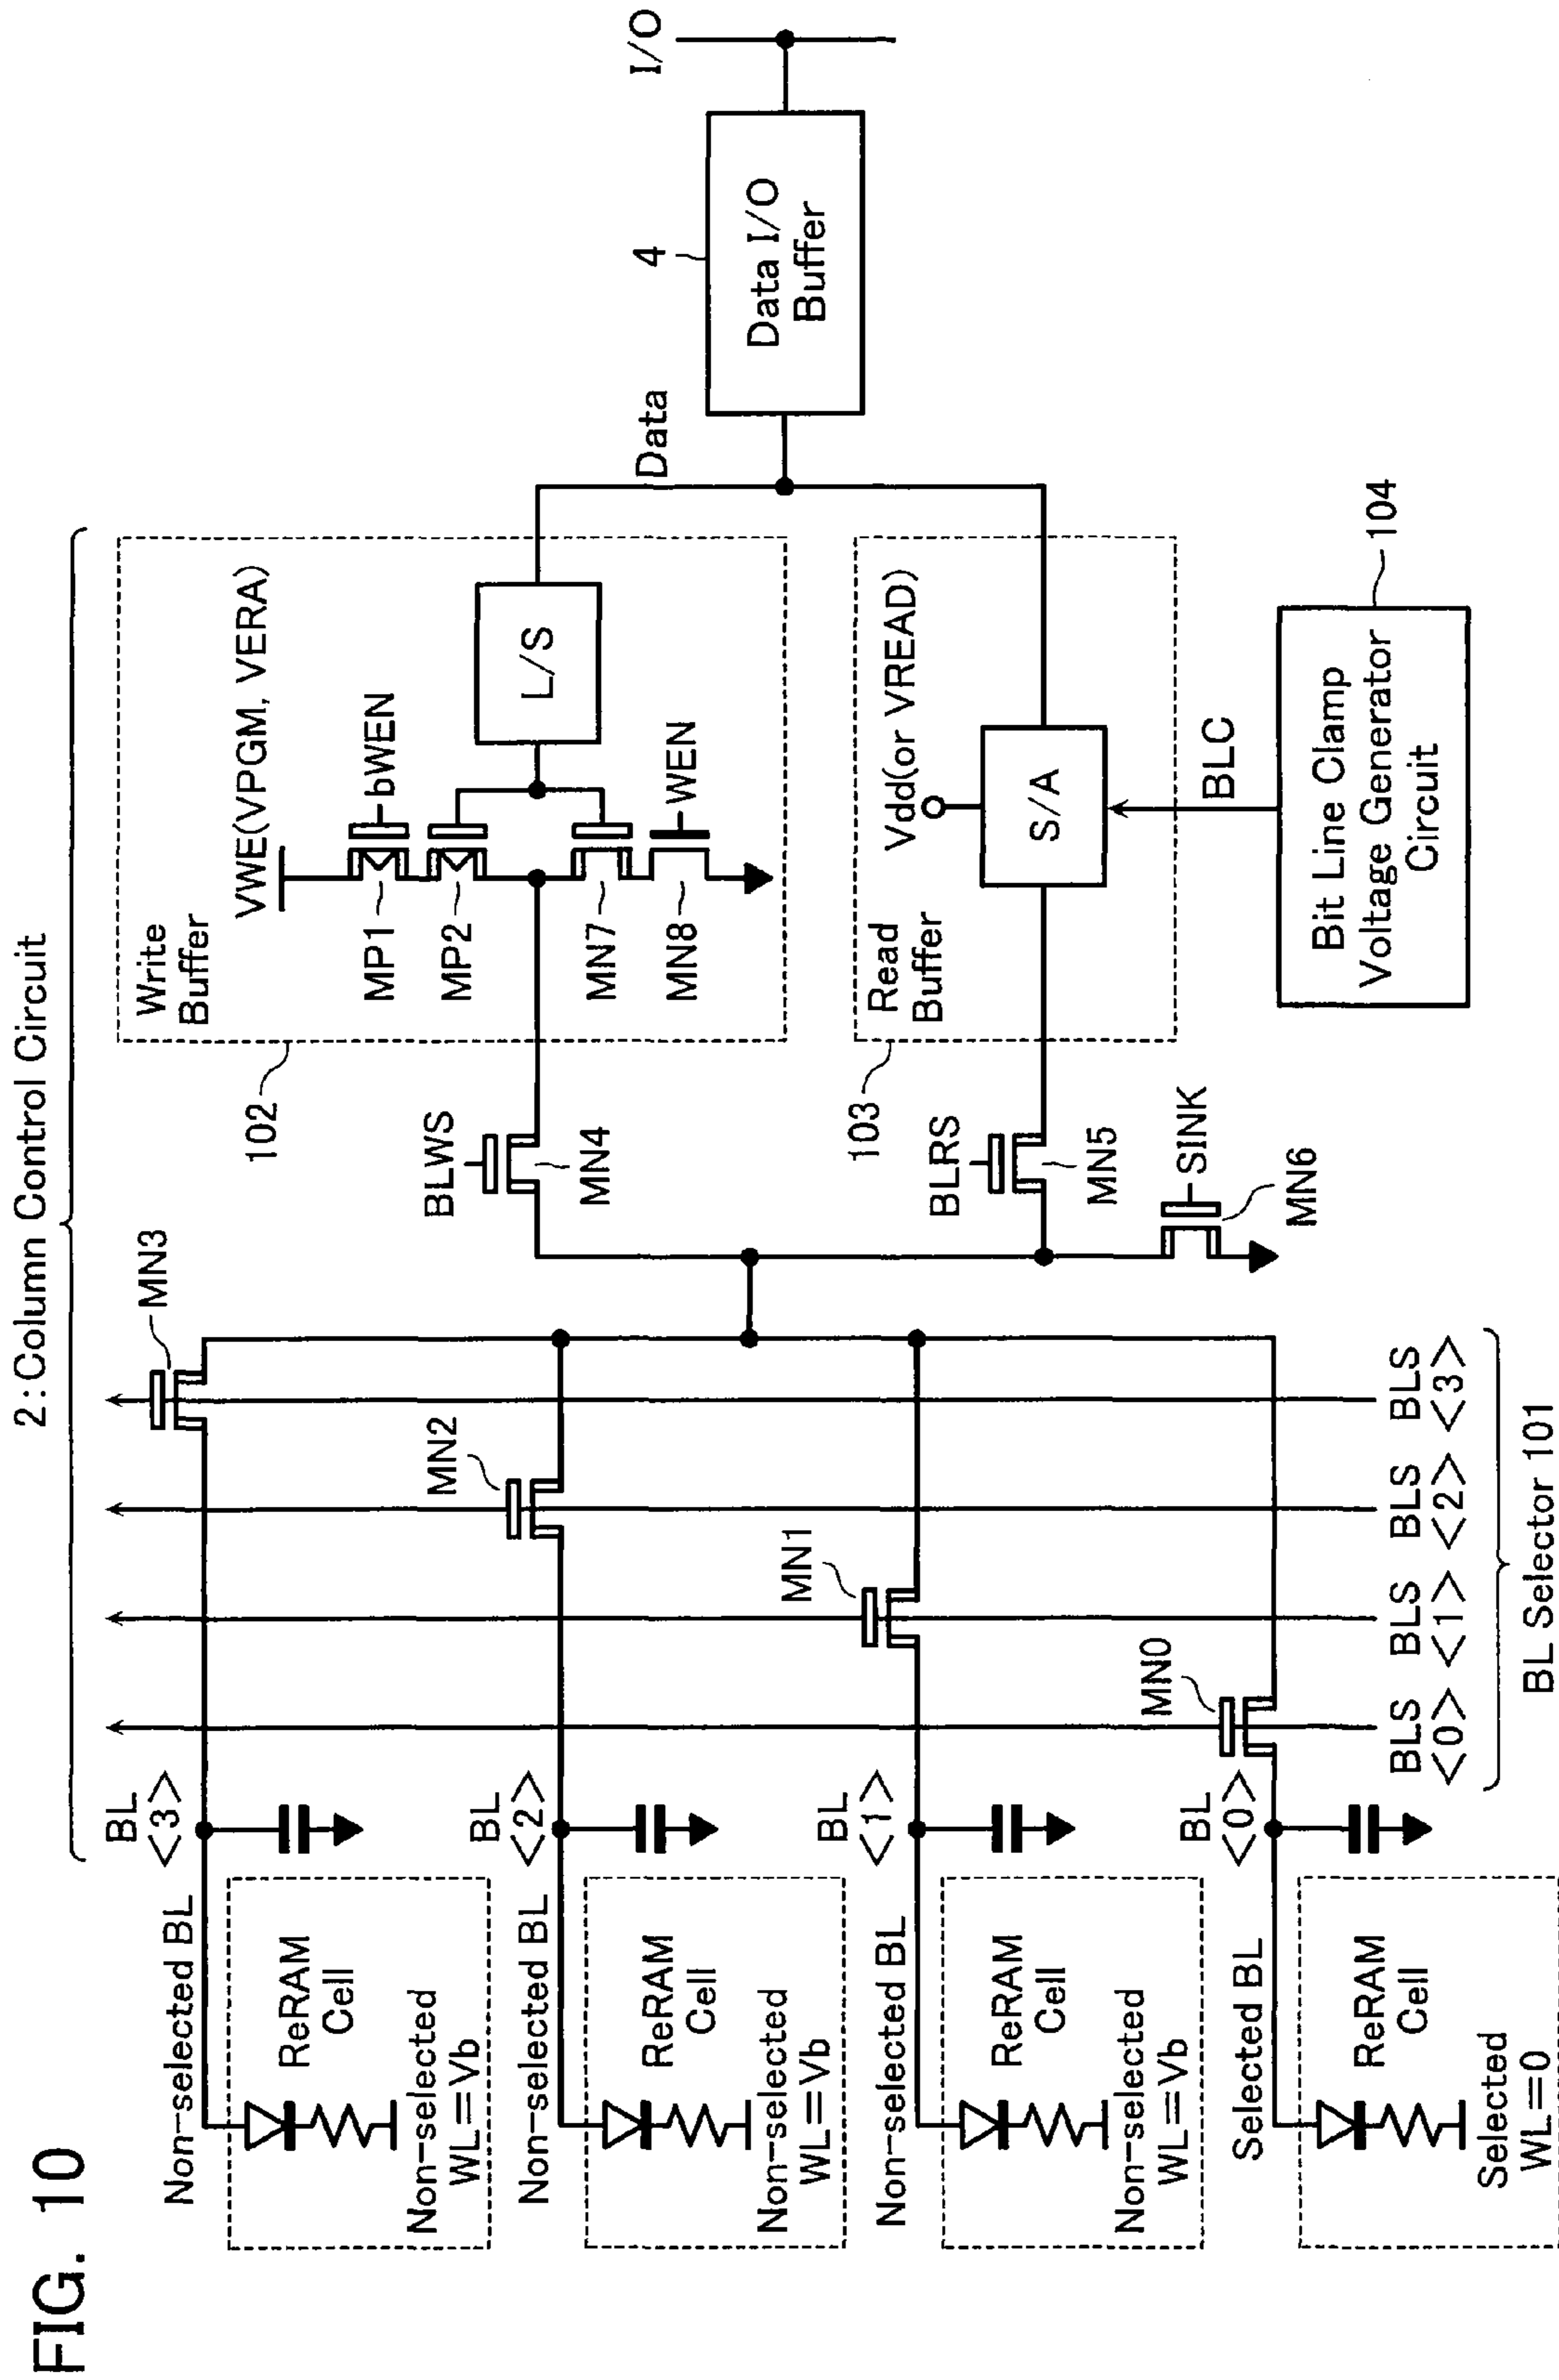 FIG. 10
2:Column Control Circuit
Non-selected BL
BL
<3>
MN3
ReRAM
Cell
Non-selected
WL=Vb
Non-selected BL
BL
<2>
MN2
ReRAM
Cell
Non-selected
WL=Vb
Non-selected BL
BL
<1>
MN1
ReRAM
Cell
Non-selected
WL=Vb
Selected BL
BL
<0>
MN0
ReRAM
Cell
Selected
WL=0
BLS
<0>
BLS
<1>
BLS
<2>
BLS
<3>
BL Selector 101
BLWS
MN4
BLRS
MN5
SINK
MN6
102
Write
Buffer
VWE(VPGM, VERA)
MP1
bWEN
MP2
MN7
MN8
WEN
L/S
103
Read
Buffer
Vdd(or VREAD)
S/A
BLC
Bit Line Clamp
Voltage Generator
Circuit
104
Data
4
Data I/O
Buffer
I/O